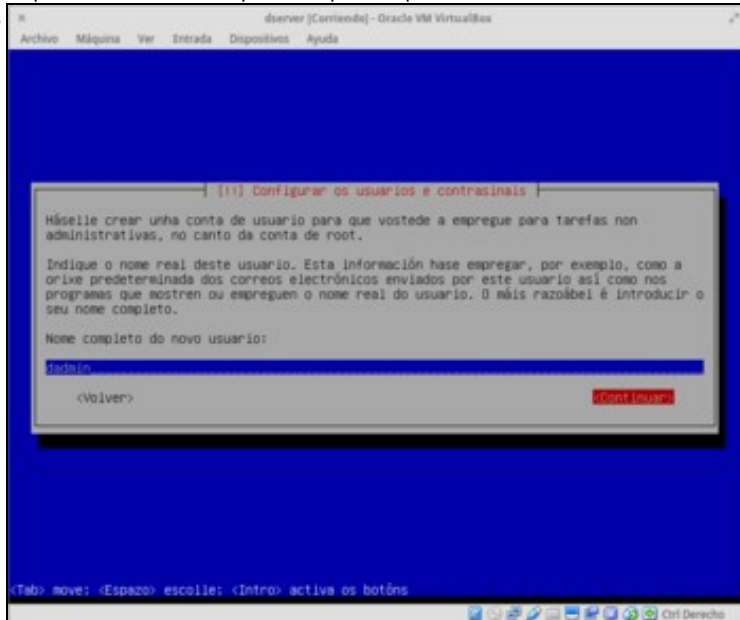 dserver [Corriendo] - Oracle VM VirtualBox
Archivo Máquina Ver Entrada Dispositivos Ayuda
[!!] Configurar os usuarios e contrasinais
Háselle crear unha conta de usuario para que vostede a empregue para tarefas non
administrativas, no canto da conta de root.
Indique o nome real deste usuario. Esta información hase empregar, por exemplo, como a
orixe predeterminada dos correos electrónicos enviados por este usuario así como nos
programas que mostren ou empreguen o nome real do usuario. O máis razoábel é introducir o
seu nome completo.
Nome completo do novo usuario:
dadmin
<Volver> <Continuar>
<Tab> move; <Espazo> escolle; <Intro> activa os botóns
Ctrl Derecho